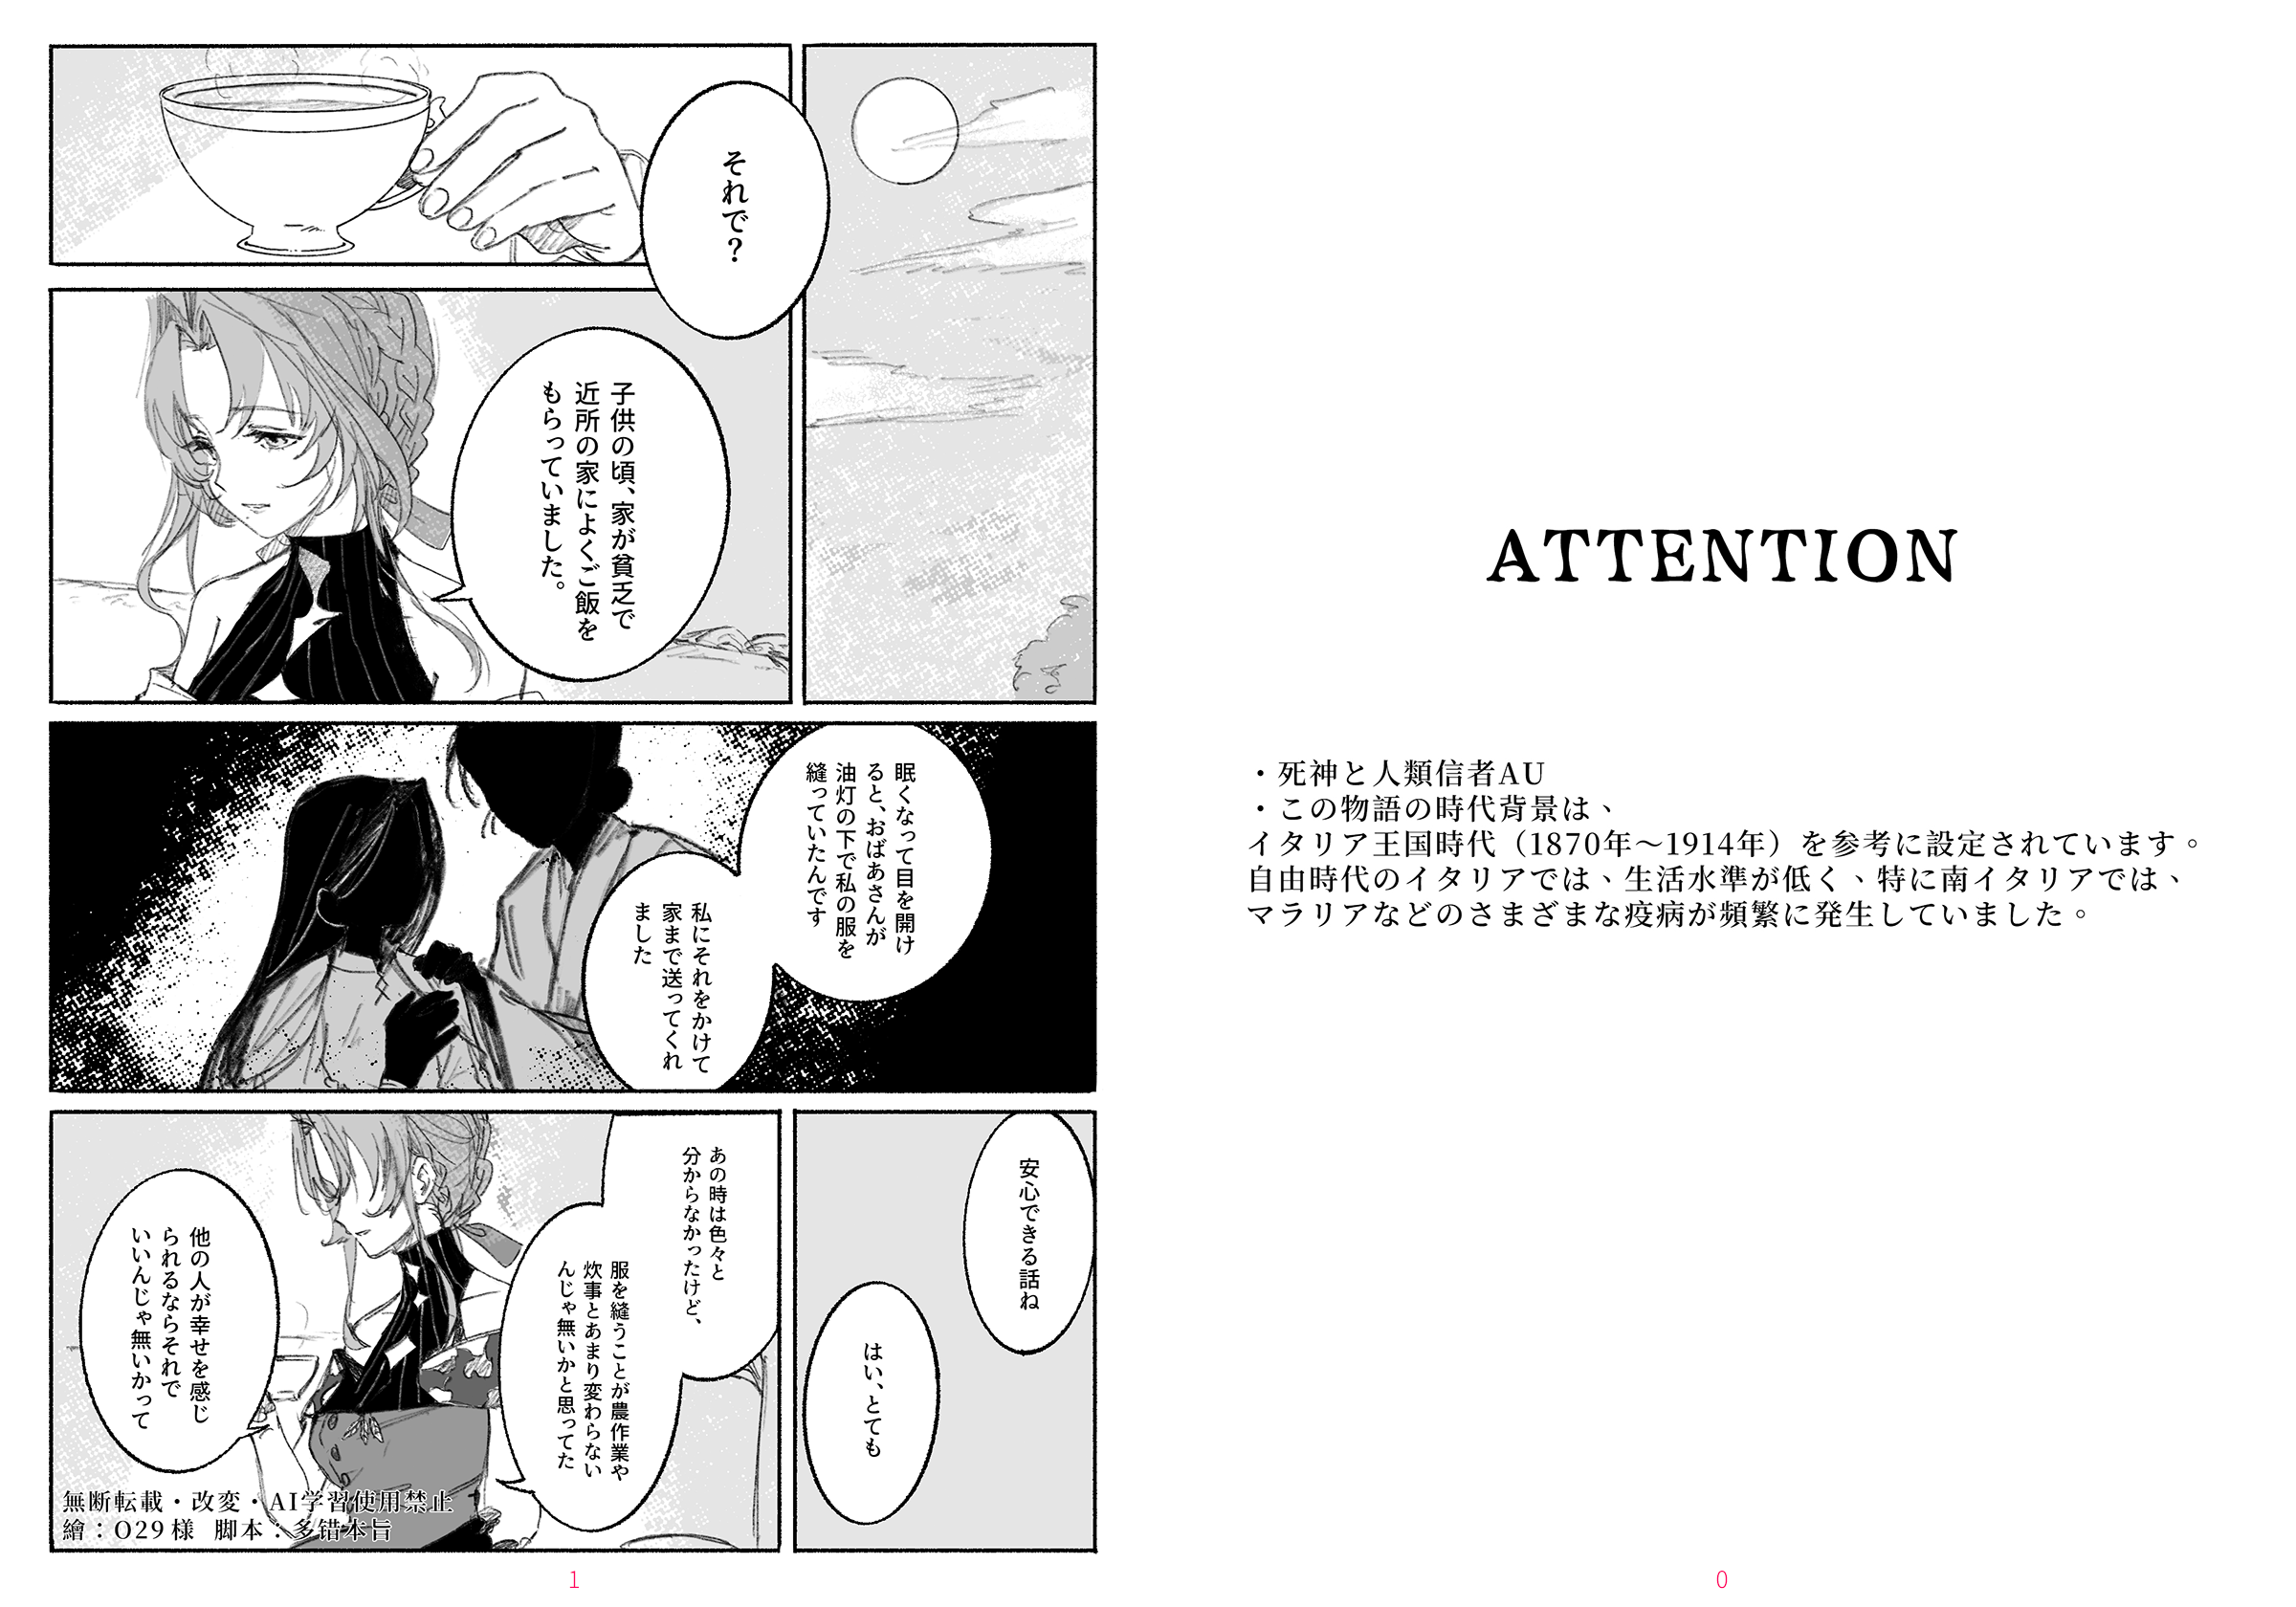 ATTENTION
・死神と人類信者AU
・この物語の時代背景は、
イタリア王国時代（1870年～1914年）を参考に設定されています。
自由時代のイタリアでは、生活水準が低く、特に南イタリアでは、
マラリアなどのさまざまな疫病が頻繁に発生していました。
0
それで？
子供の頃、家が貧乏で
近所の家によくご飯を
もらっていました。
眠くなって目を開け
ると、おばあさんが
油灯の下で私の服を
縫っていたんです
私にそれをかけて
家まで送ってくれ
ました
安心できる話ね
はい、とても
あの時は色々と
分からなかったけど、
服を縫うことが農作業や
炊事とあまり変わらない
んじゃ無いかと思ってた
他の人が幸せを感じ
られるならそれで
いいんじゃ無いかって
無断転載・改変・AI学習使用禁止
繪：O29様 脚本：多错本旨
1